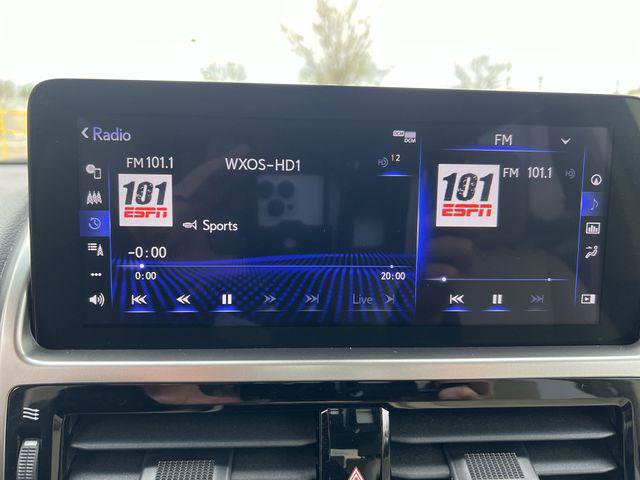 Radio
FM 101.1
101
ESPN
WXOS-HD1
12
Sports
-0:00
0:00
20:00
Live
DCM
FM
101
ESPN
FM 101.1